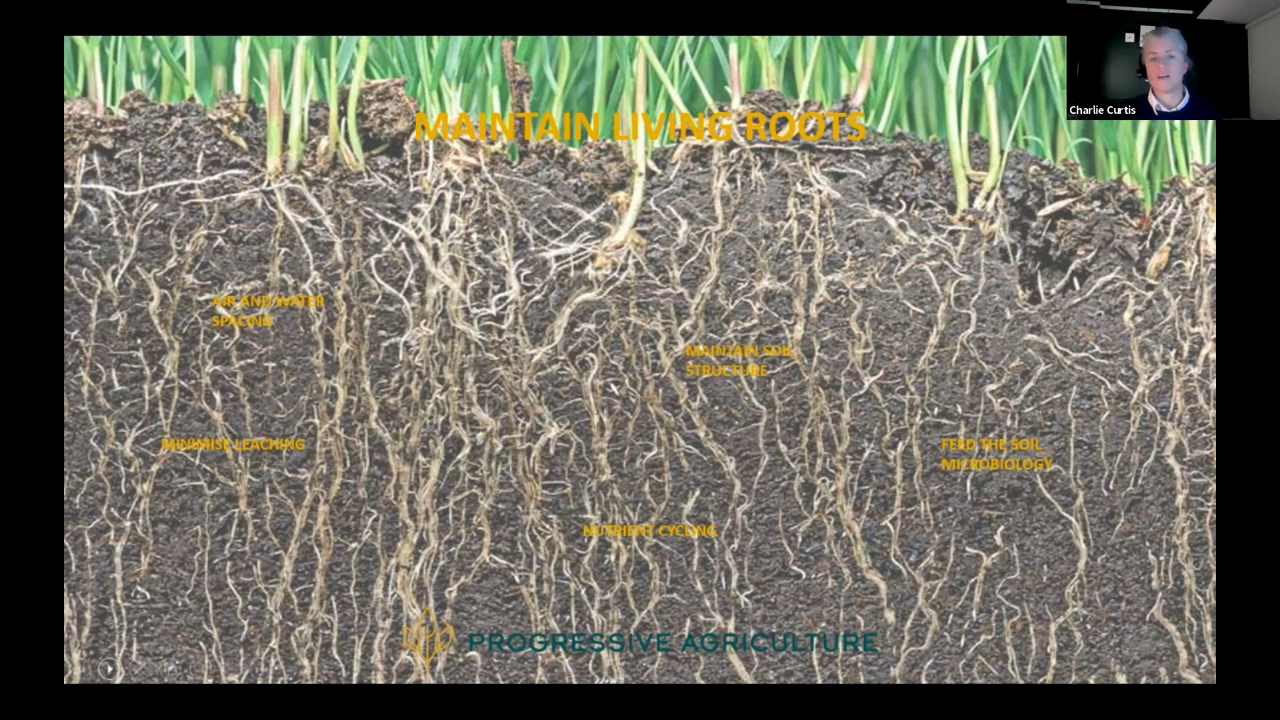 Charlie Curtis
MAINTAIN LIVING ROOTS
AIR AND WATER
SPACING
MAINTAIN SOIL
STRUCTURE
MINIMISE LEACHING
FEED THE SOIL
MICROBIOLOGY
NUTRIENT CYCLING
PROGRESSIVE AGRICULTURE